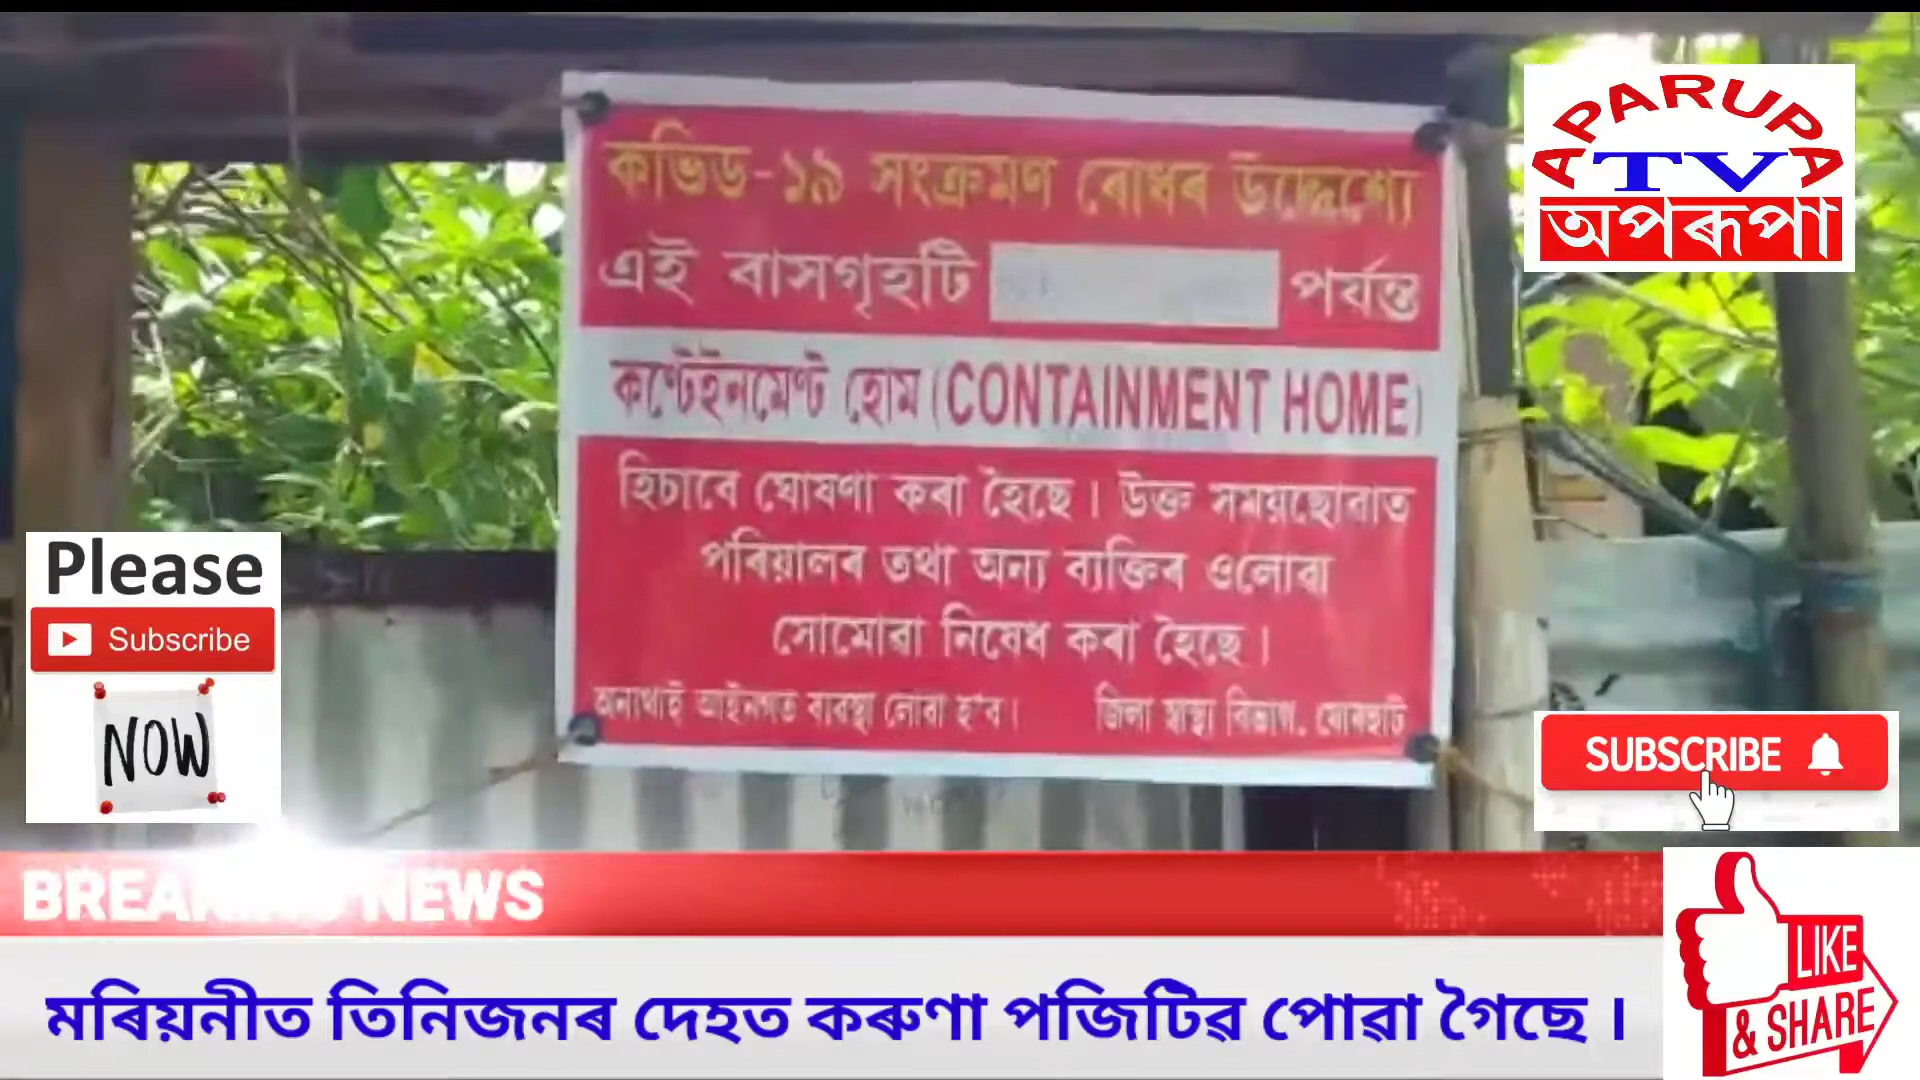 কভিড-১৯ সংক্ৰমণ ৰোধৰ উদ্দেশ্যে
এই বাসগৃহটি পৰ্যন্ত
কণ্টেইনমেণ্ট হোম (CONTAINMENT HOME)
হিচাবে ঘোষণা কৰা হৈছে। উক্ত সময়ছোৱাত
পৰিয়ালৰ তথা অন্য ব্যক্তিৰ ওলোৱা
সোমোৱা নিষেধ কৰা হৈছে।
অন্যথাই আইনগত ব্যৱস্থা লোৱা হ'ব। জিলা স্বাস্থ্য বিভাগ, যোৰহাট
APARUPA
TV
অপৰূপা
Please
Subscribe
NOW
SUBSCRIBE
BREAKING NEWS
LIKE
& SHARE
মৰিয়নীত তিনিজনৰ দেহত কৰুণা পজিটিৱ পোৱা গৈছে ।